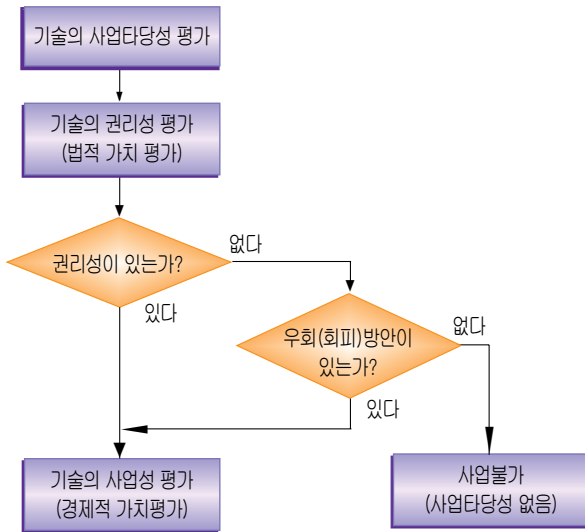 기술의 사업타당성 평가
기술의 권리성 평가
(법적 가치 평가)
권리성이 있는가?
없다
있다
우회(회피)방안이
있는가?
없다
있다
기술의 사업성 평가
(경제적 가치평가)
사업불가
(사업타당성 없음)